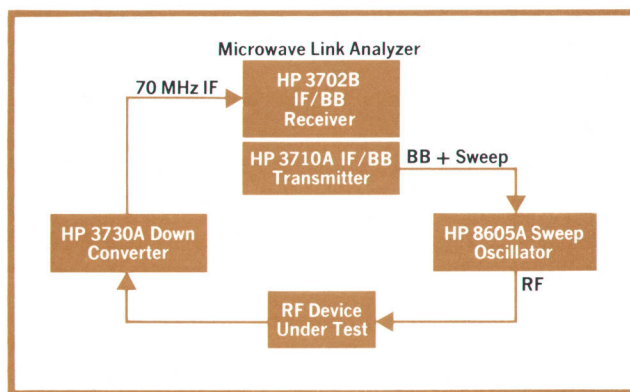 Microwave Link Analyzer
HP 3702B
IF/BB
Receiver
70 MHz IF
HP 3710A IF/BB
Transmitter
BB + Sweep
HP 3730A Down
Converter
HP 8605A Sweep
Oscillator
RF
RF Device
Under Test